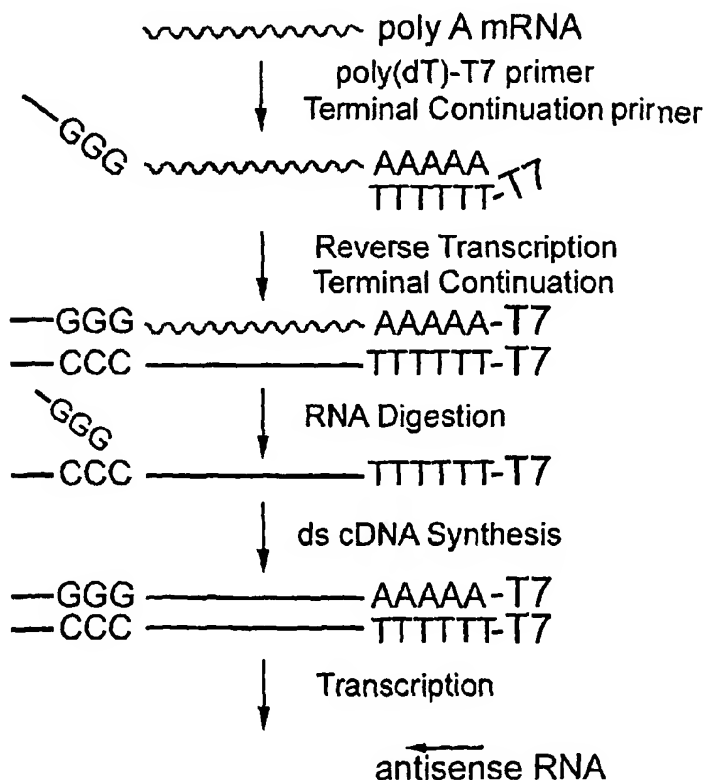 poly A mRNA
poly(dT)-T7 primer
Terminal Continuation primer
GGG
AAAAA
TTTTTT-T7
Reverse Transcription
Terminal Continuation
GGG AAAAA-T7
CCC TTTTTT-T7
GGG
RNA Digestion
CCC TTTTTT-T7
ds cDNA Synthesis
GGG AAAAA-T7
CCC TTTTTT-T7
Transcription
antisense RNA